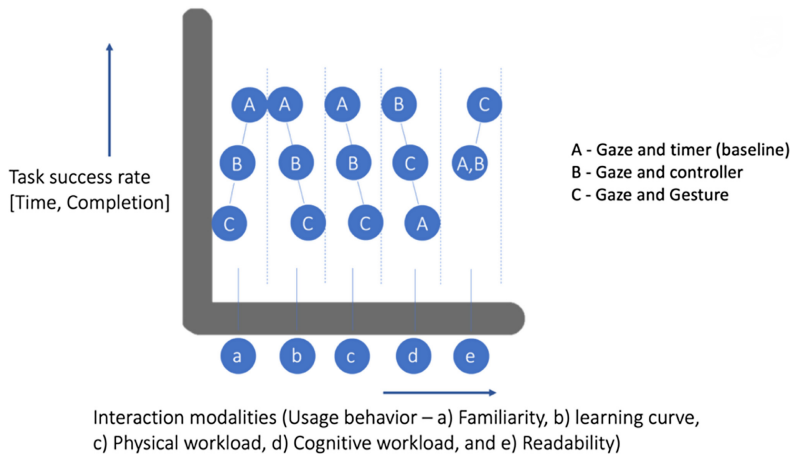 A A A B C
B B B C A,B
C C C A
Task success rate
[Time, Completion]
A - Gaze and timer (baseline)
B - Gaze and controller
C - Gaze and Gesture
a b c d e
Interaction modalities (Usage behavior – a) Familiarity, b) learning curve,
c) Physical workload, d) Cognitive workload, and e) Readability)